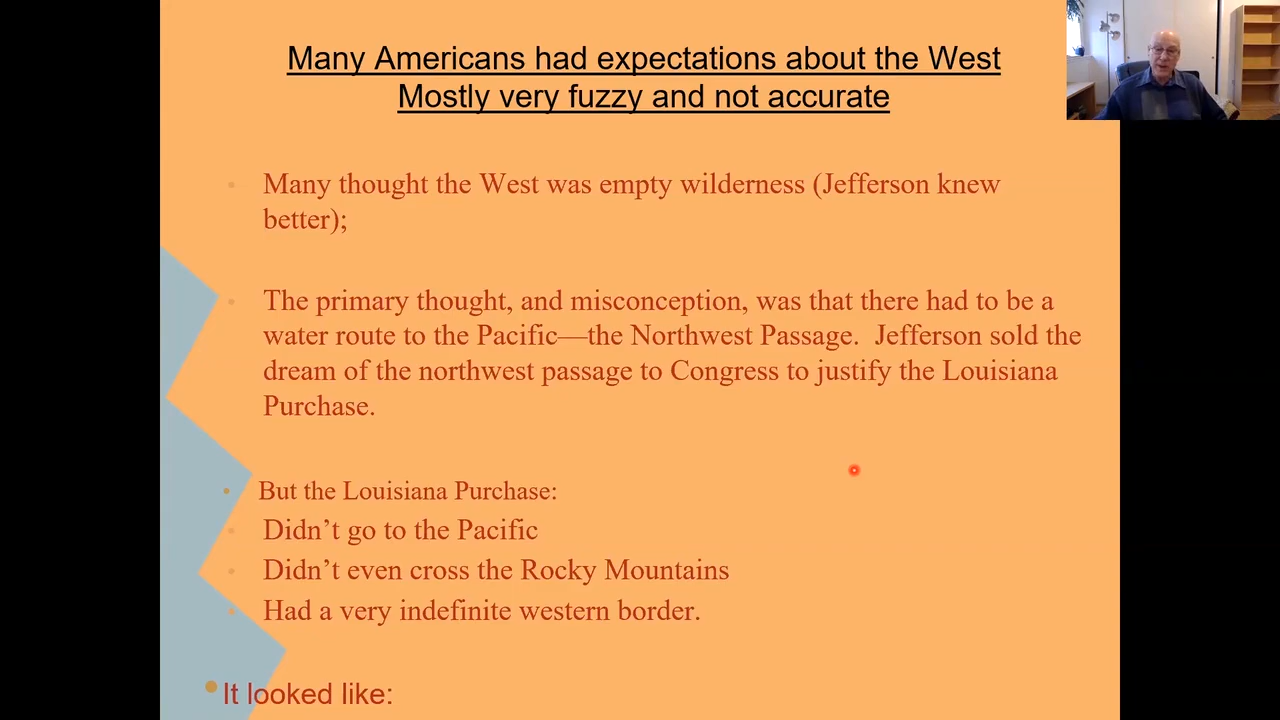 Many Americans had expectations about the West
Mostly very fuzzy and not accurate
Many thought the West was empty wilderness (Jefferson knew
better);
The primary thought, and misconception, was that there had to be a
water route to the Pacific—the Northwest Passage.  Jefferson sold the
dream of the northwest passage to Congress to justify the Louisiana
Purchase.
But the Louisiana Purchase:
Didn’t go to the Pacific
Didn’t even cross the Rocky Mountains
Had a very indefinite western border.
It looked like: